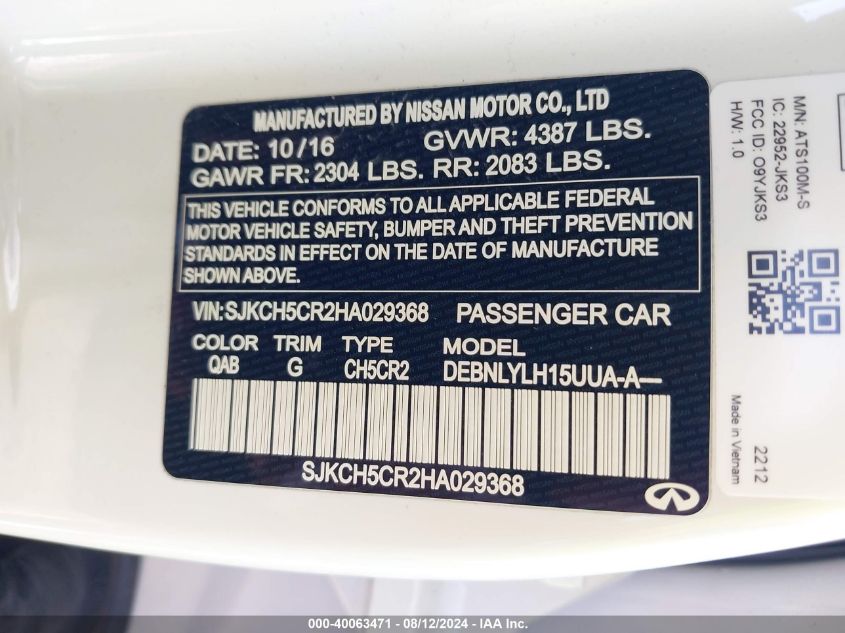 MANUFACTURED BY NISSAN MOTOR CO., LTD
DATE: 10/16 GVWR: 4387 LBS.
GAWR FR: 2304 LBS. RR: 2083 LBS.
THIS VEHICLE CONFORMS TO ALL APPLICABLE FEDERAL
MOTOR VEHICLE SAFETY, BUMPER AND THEFT PREVENTION
STANDARDS IN EFFECT ON THE DATE OF MANUFACTURE
SHOWN ABOVE.
VIN:SJKCH5CR2HA029368 PASSENGER CAR
COLOR TRIM TYPE MODEL
QAB G CH5CR2 DEBNLYLH15UUA-A—
SJKCH5CR2HA029368
M/N: ATS100M-S
IC: 22952-JKS3
FCC ID: O9YJKS3
H/W: 1.0
2212
Made in Vietnam
000-40063471 - 08/12/2024 - IAA Inc.